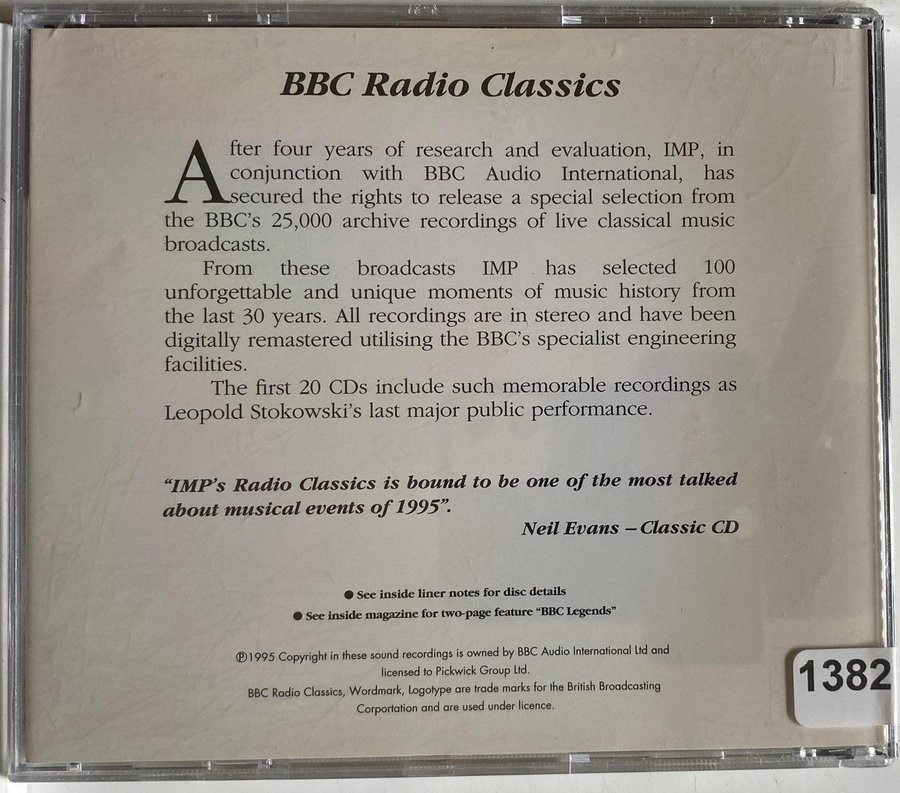 BBC Radio Classics
After four years of research and evaluation, IMP, in
conjunction with BBC Audio International, has
secured the rights to release a special selection from
the BBC's 25,000 archive recordings of live classical music
broadcasts.
From these broadcasts IMP has selected 100
unforgettable and unique moments of music history from
the last 30 years. All recordings are in stereo and have been
digitally remastered utilising the BBC's specialist engineering
facilities.
The first 20 CDs include such memorable recordings as
Leopold Stokowski's last major public performance.
“IMP's Radio Classics is bound to be one of the most talked
about musical events of 1995”.
Neil Evans – Classic CD
● See inside liner notes for disc details
● See inside magazine for two-page feature “BBC Legends”
℗1995 Copyright in these sound recordings is owned by BBC Audio International Ltd and
licensed to Pickwick Group Ltd.
BBC Radio Classics, Wordmark, Logotype are trade marks for the British Broadcasting
Corportation and are used under licence.
1382